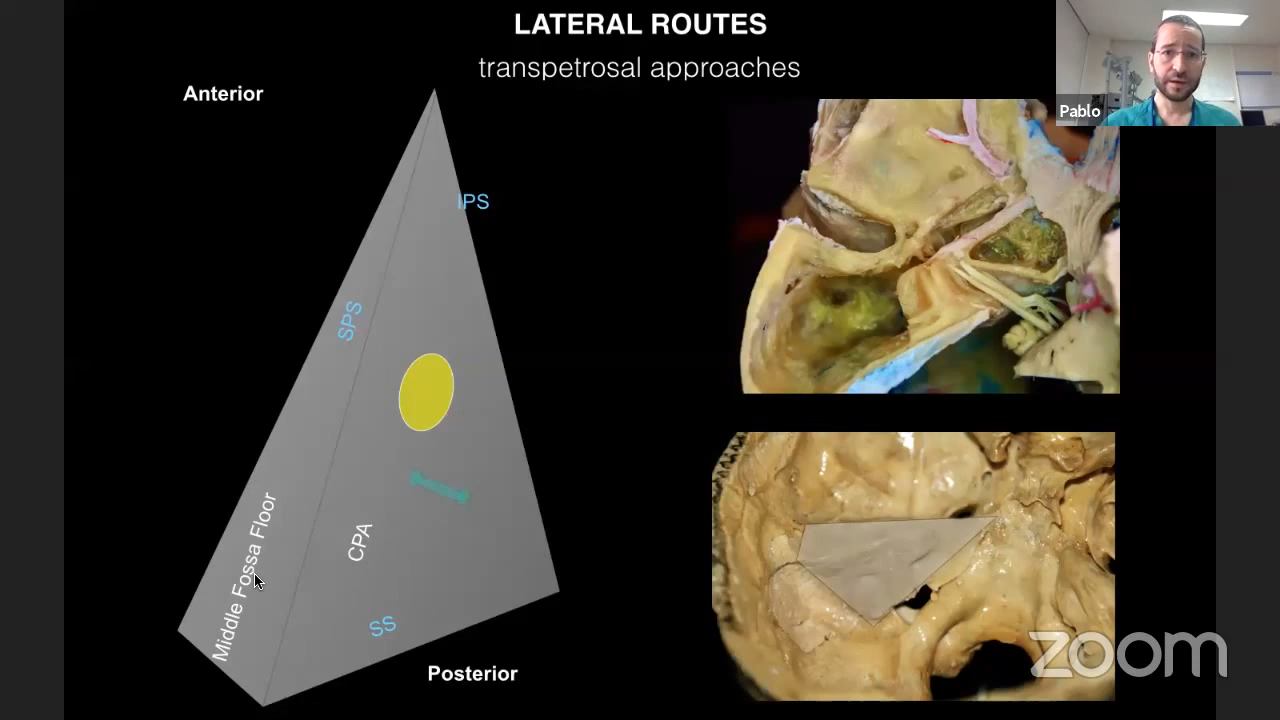 LATERAL ROUTES
transpetrosal approaches
Pablo
Anterior
IPS
SPS
Middle Fossa Floor
CPA
SS
Posterior
zoom